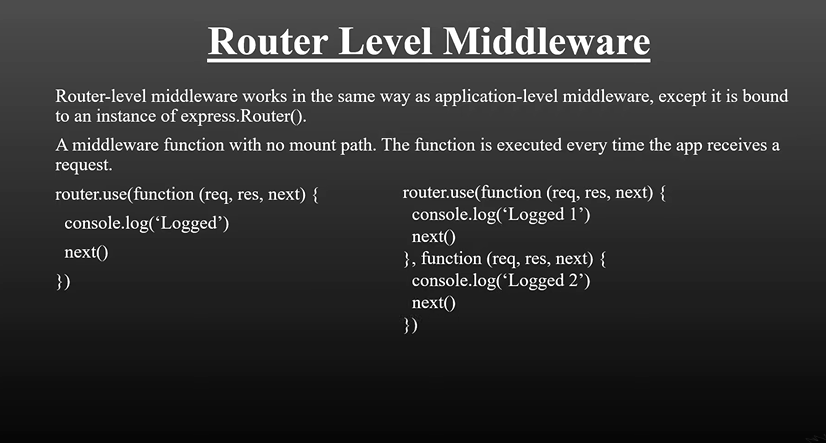 Router Level Middleware
Router-level middleware works in the same way as application-level middleware, except it is bound
to an instance of express.Router().
A middleware function with no mount path. The function is executed every time the app receives a
request.
router.use(function (req, res, next) {
console.log(‘Logged’)
next()
})
router.use(function (req, res, next) {
console.log(‘Logged 1’)
next()
}, function (req, res, next) {
console.log(‘Logged 2’)
next()
})